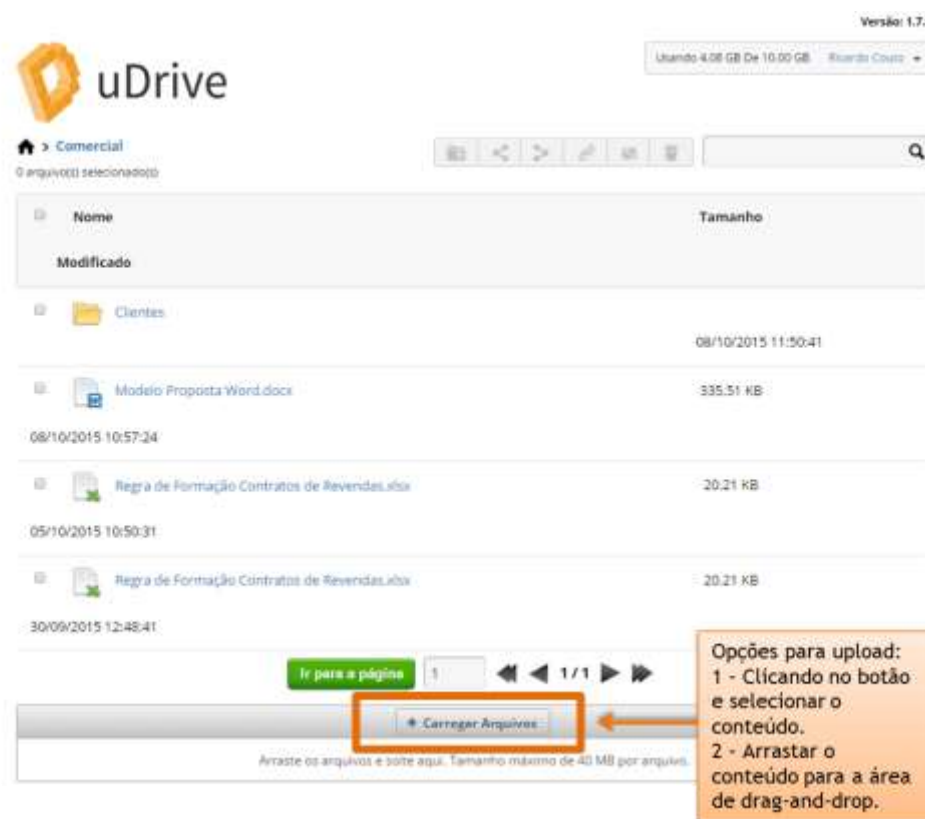 Versão: 1.7.
uDrive
Usando 4.08 GB De 10.00 GB Ricardo Couto
> Comercial
0 arquivo(s) selecionado(s)
Nome Tamanho
Modificado
Clientes
08/10/2015 11:50:41
Modelo Proposta Word.docx 335.51 KB
08/10/2015 10:57:24
Regra de Formação Contratos de Revendas.xlsx 20.21 KB
05/10/2015 10:50:31
Regra de Formação Contratos de Revendas.xlsx 20.21 KB
30/09/2015 12:48:41
Ir para a página 1 1/1
+ Carregar Arquivos
Arraste os arquivos e solte aqui. Tamanho máximo de 40 MB por arquivo.
Opções para upload:
1 - Clicando no botão
e selecionar o
conteúdo.
2 - Arrastar o
conteúdo para a área
de drag-and-drop.